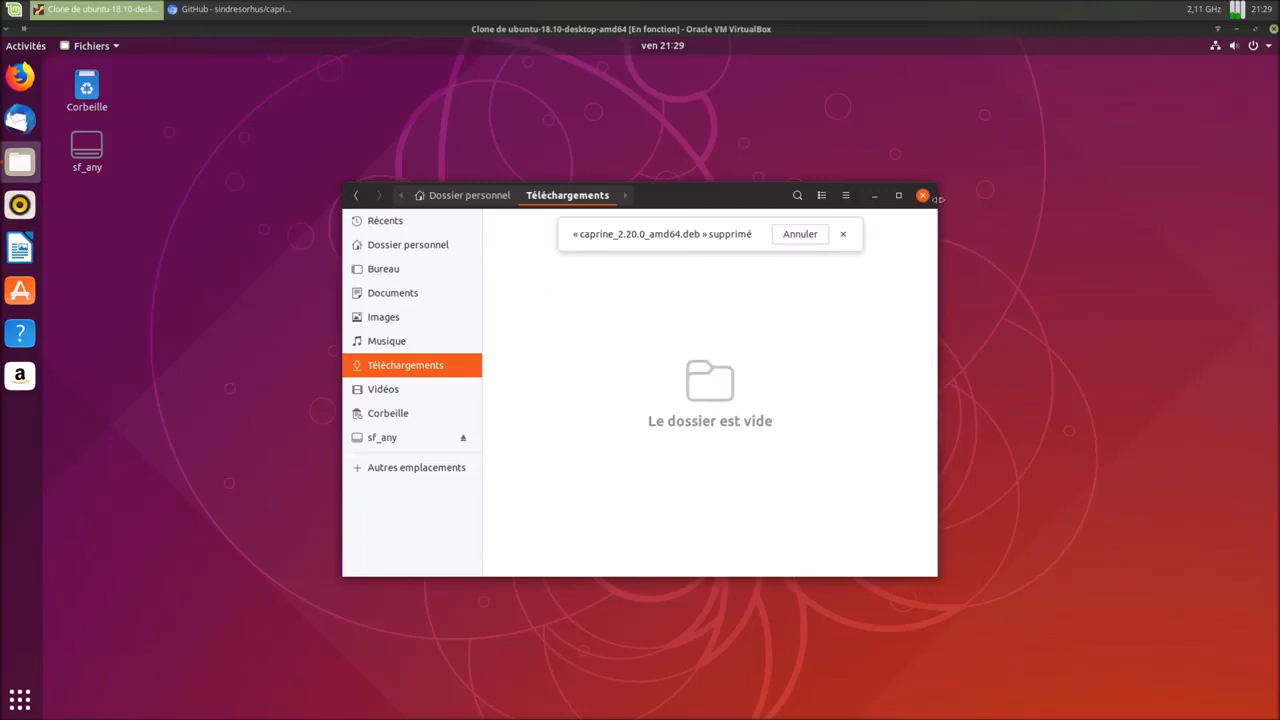 Clone de ubuntu-18.10-desk...
GitHub - sindresorhus/capri...
2,11 GHz
21:29
Clone de ubuntu-18.10-desktop-amd64 [En fonction] - Oracle VM VirtualBox
Activités
Fichiers
ven 21:29
Corbeille
sf_any
Dossier personnel
Téléchargements
Récents
Dossier personnel
Bureau
Documents
Images
Musique
Téléchargements
Vidéos
Corbeille
sf_any
Autres emplacements
« caprine_2.20.0_amd64.deb » supprimé
Annuler
Le dossier est vide